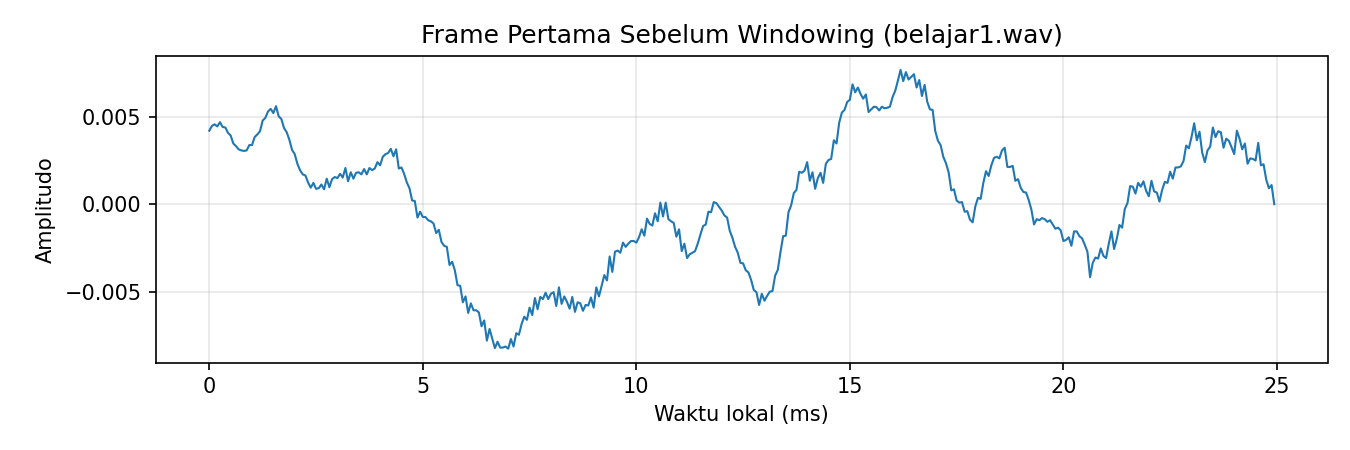 Frame Pertama Sebelum Windowing (belajar1.wav)
Amplitudo
0.005
0.000
−0.005
0 5 10 15 20 25
Waktu lokal (ms)